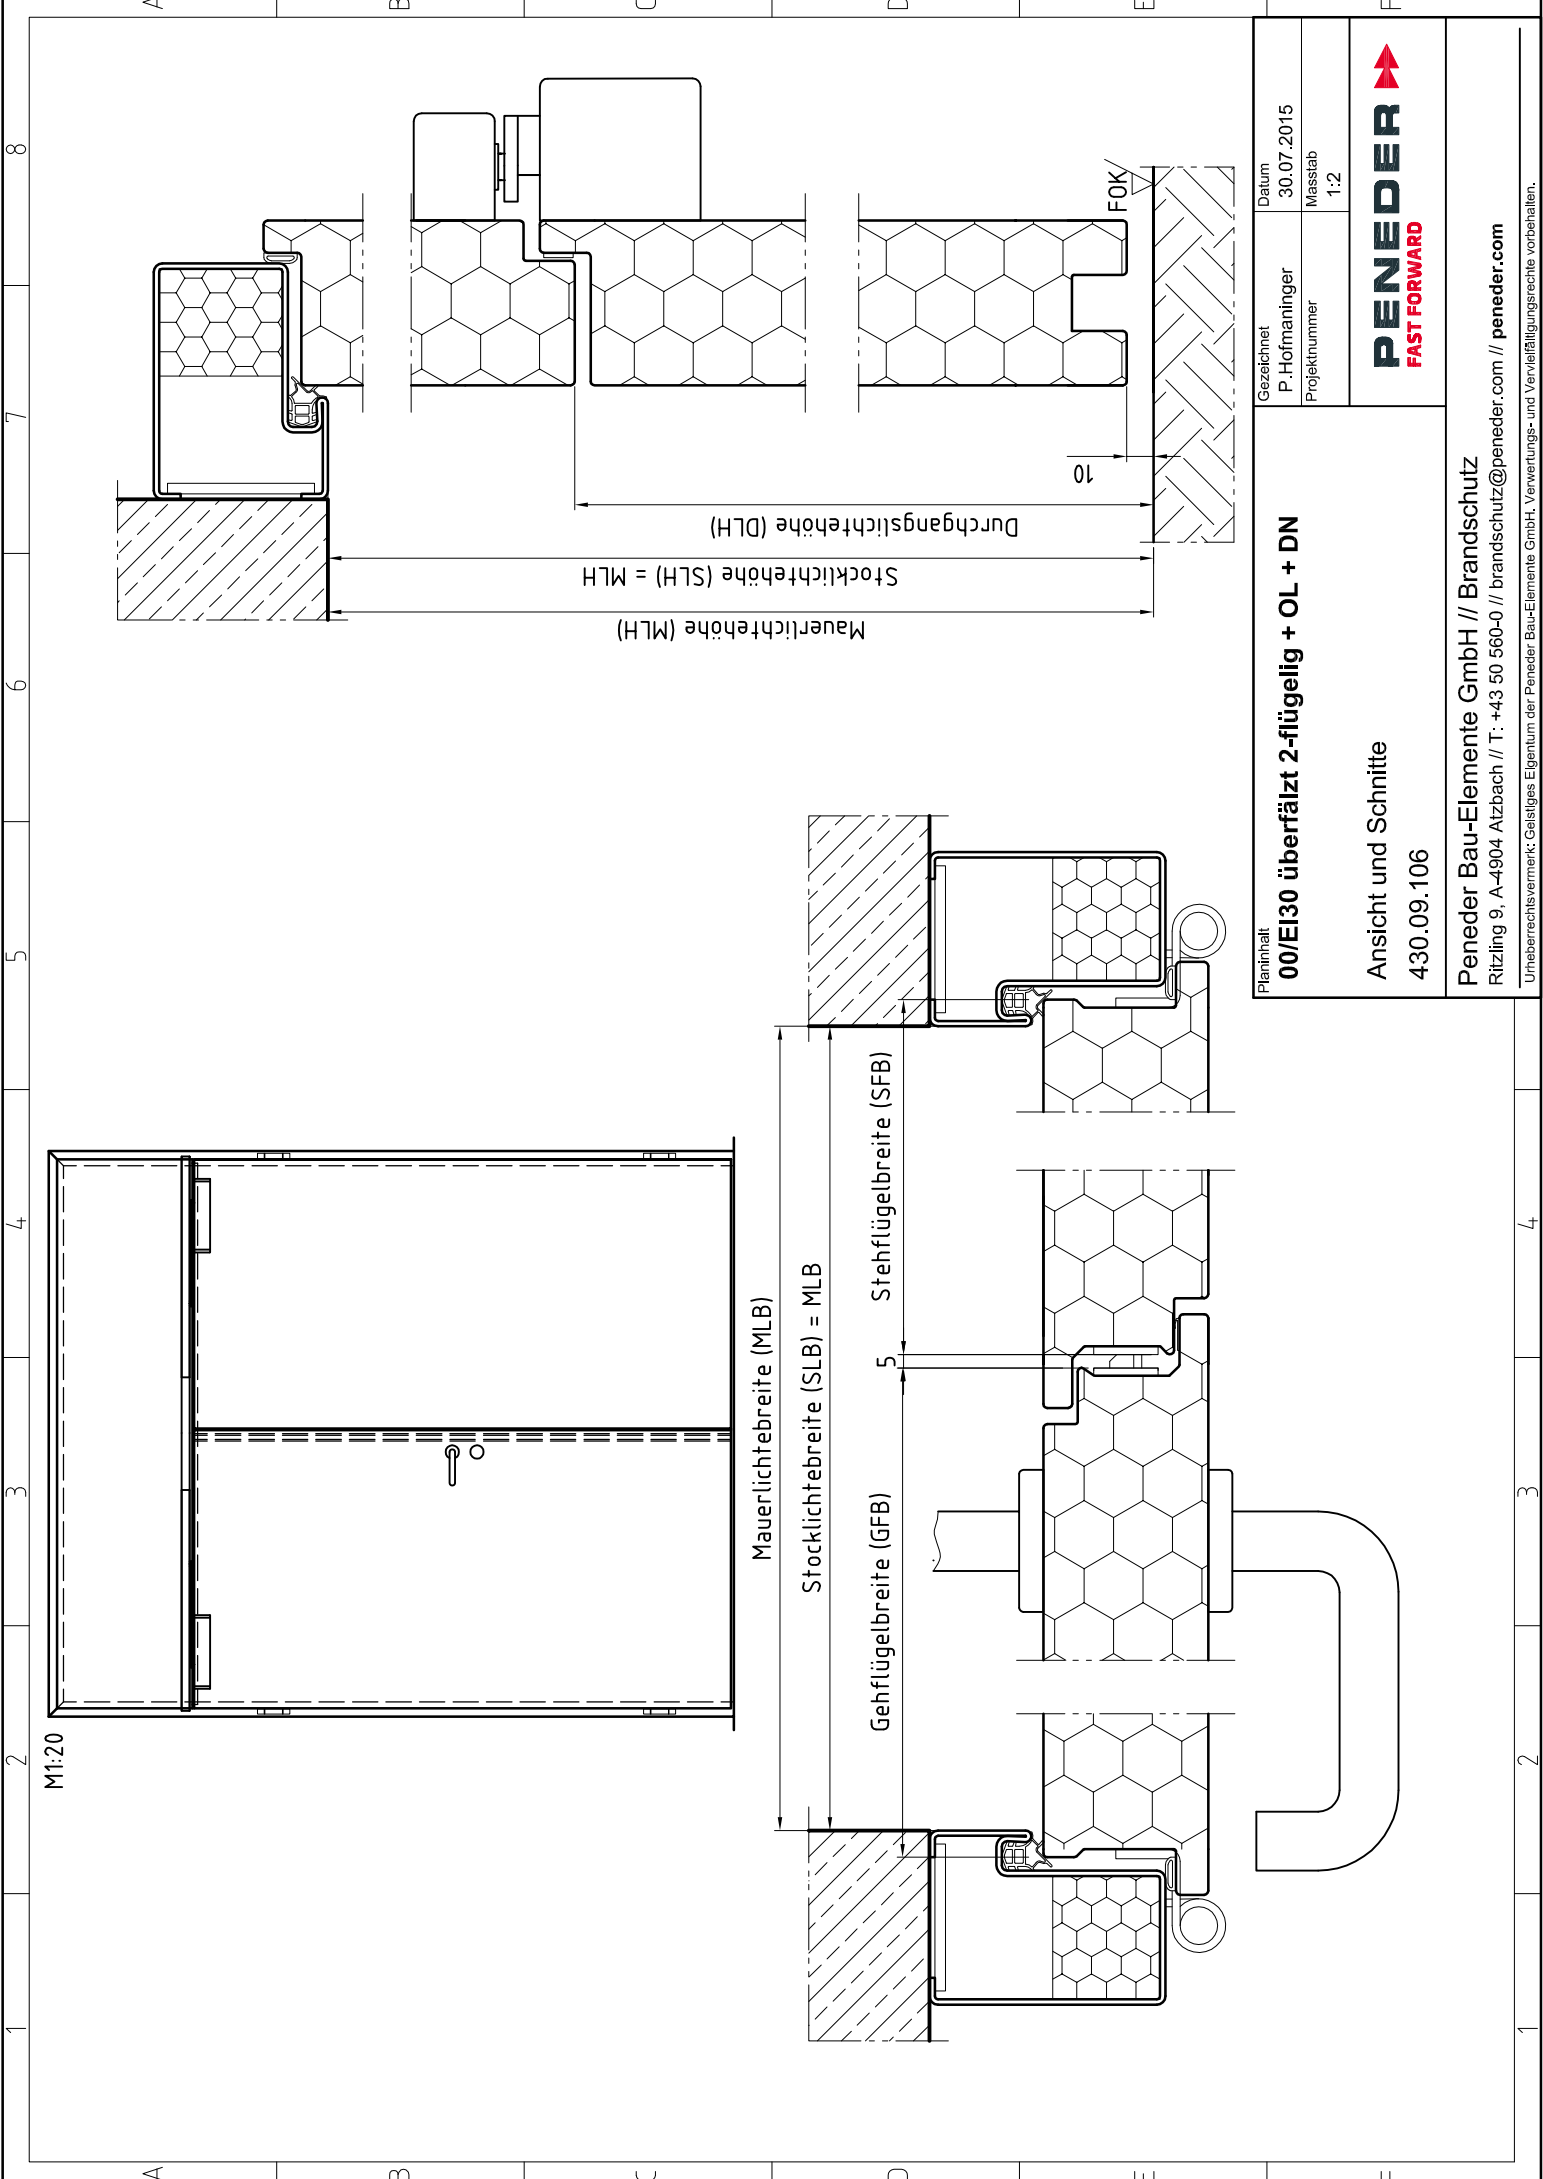 1
2
3
4
5
6
7
8
A
B
C
D
E
F
M1:20
Mauerlichtebreite (MLB)
Stocklichtebreite (SLB) = MLB
Gehflügelbreite (GFB)
5
Stehflügelbreite (SFB)
Mauerlichtehöhe (MLH)
Stocklichtehöhe (SLH) = MLH
Durchgangslichtehöhe (DLH)
10
FOK
Planinhalt
00/EI30 überfälzt 2-flügelig + OL + DN
Ansicht und Schnitte
430.09.106
Gezeichnet
P.Hofmaninger
Datum
30.07.2015
Projektnummer
Masstab
1:2
PENEDER
FAST FORWARD
Peneder Bau-Elemente GmbH // Brandschutz
Ritzling 9, A-4904 Atzbach // T: +43 50 560-0 // brandschutz@peneder.com // peneder.com
Urheberrechtsvermerk: Geistiges Eigentum der Peneder Bau-Elemente GmbH. Verwertungs- und Vervielfältigungsrechte vorbehalten.
1
2
3
4
A
B
C
D
E
F